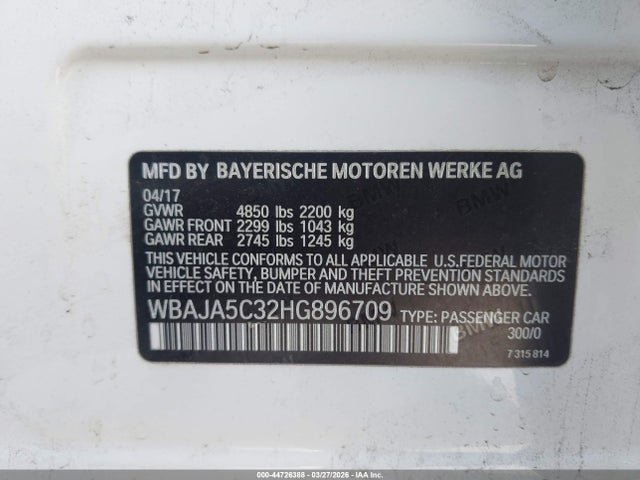 MFD BY BAYERISCHE MOTOREN WERKE AG
04/17
GVWR 4850 lbs 2200 kg
GAWR FRONT 2299 lbs 1043 kg
GAWR REAR 2745 lbs 1245 kg
THIS VEHICLE CONFORMS TO ALL APPLICABLE U.S.FEDERAL MOTOR
VEHICLE SAFETY, BUMPER AND THEFT PREVENTION STANDARDS
IN EFFECT ON THE DATE OF MANUFACTURE SHOWN ABOVE.
WBAJA5C32HG896709 TYPE: PASSENGER CAR
300/0
7 315 814
000-44726388 | 03/27/2026 - IAA Inc.